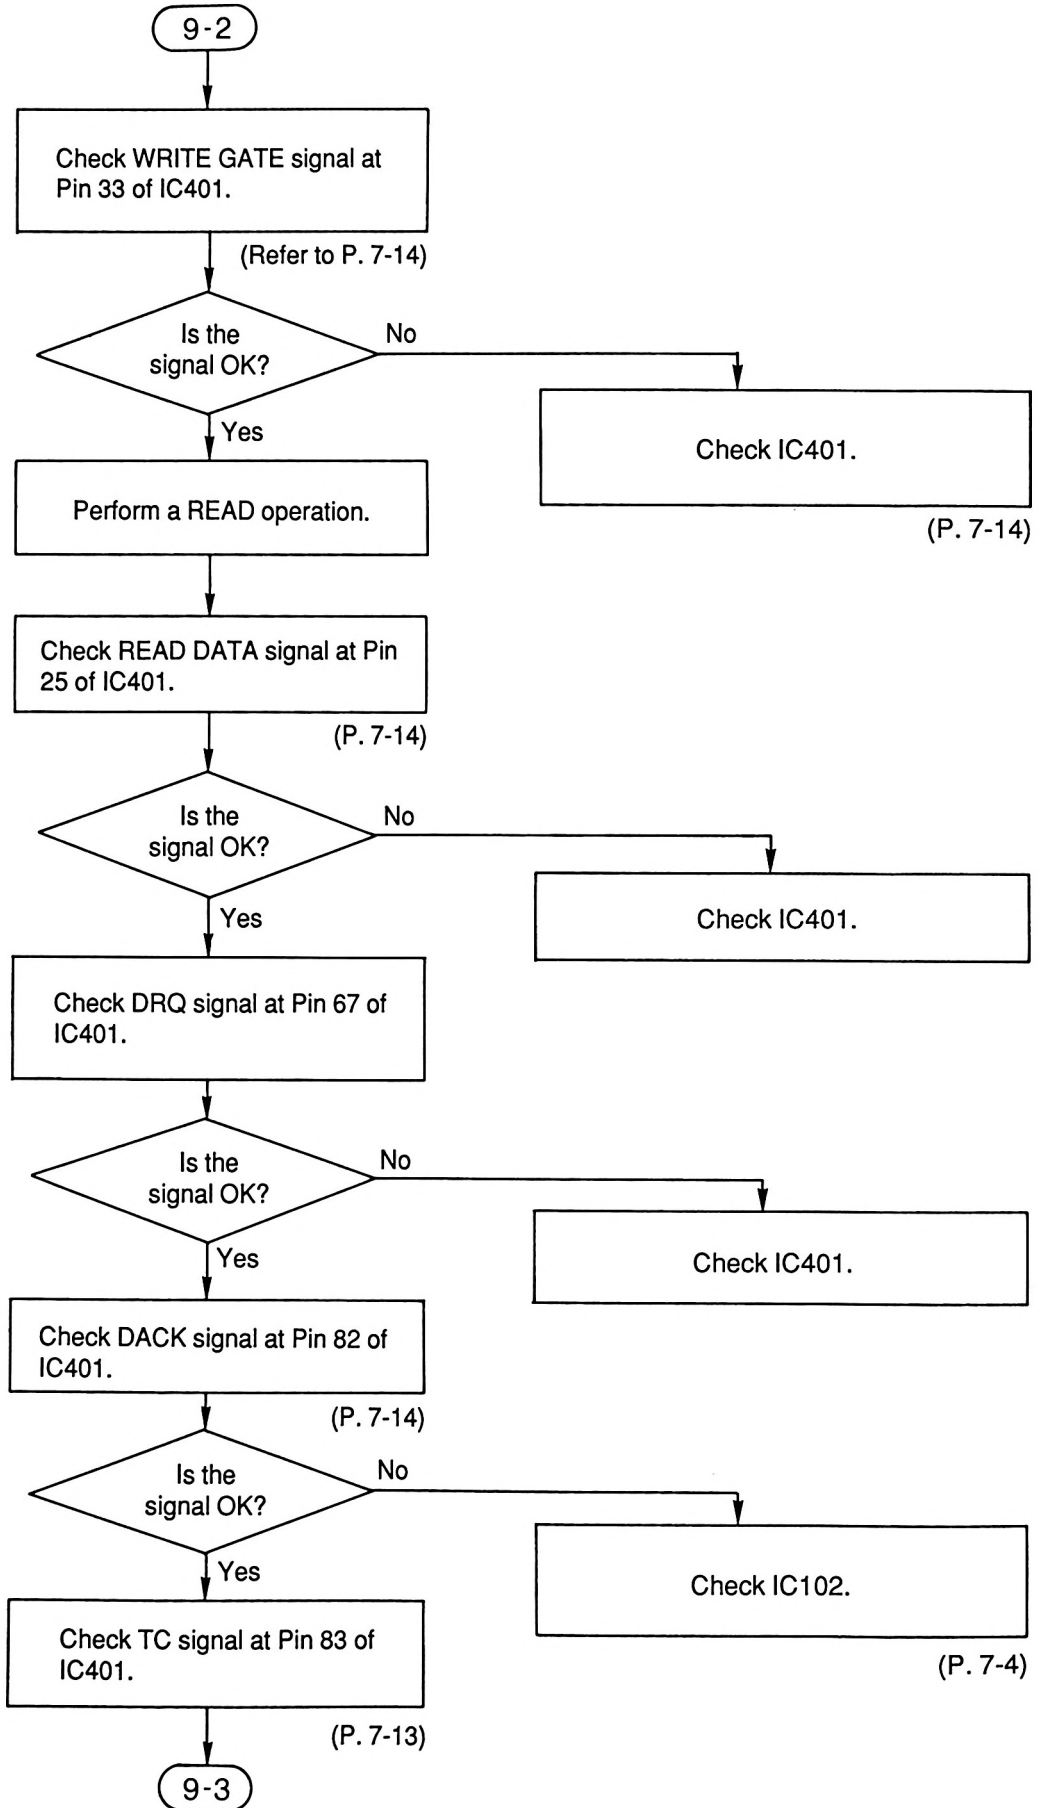 9-2
Check WRITE GATE signal at
Pin 33 of IC401.
(Refer to P. 7-14)
Is the
signal OK?
No
Check IC401.
(P. 7-14)
Yes
Perform a READ operation.
Check READ DATA signal at Pin
25 of IC401.
(P. 7-14)
Is the
signal OK?
No
Check IC401.
Yes
Check DRQ signal at Pin 67 of
IC401.
Is the
signal OK?
No
Check IC401.
Yes
Check DACK signal at Pin 82 of
IC401.
(P. 7-14)
Is the
signal OK?
No
Check IC102.
(P. 7-4)
Yes
Check TC signal at Pin 83 of
IC401.
(P. 7-13)
9-3